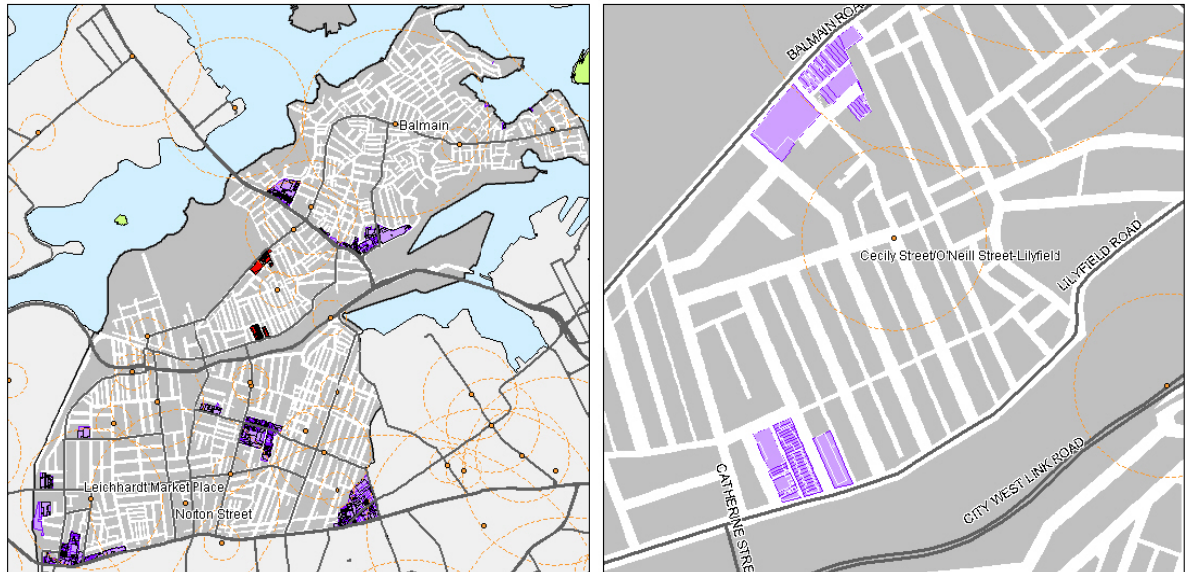 Balmain
Leichhardt Market Place
Norton Street
BALMAIN ROAD
Cecily Street/O'Neill Street-Lilyfield
LILYFIELD ROAD
CITY WEST LINK ROAD
CATHERINE STRE